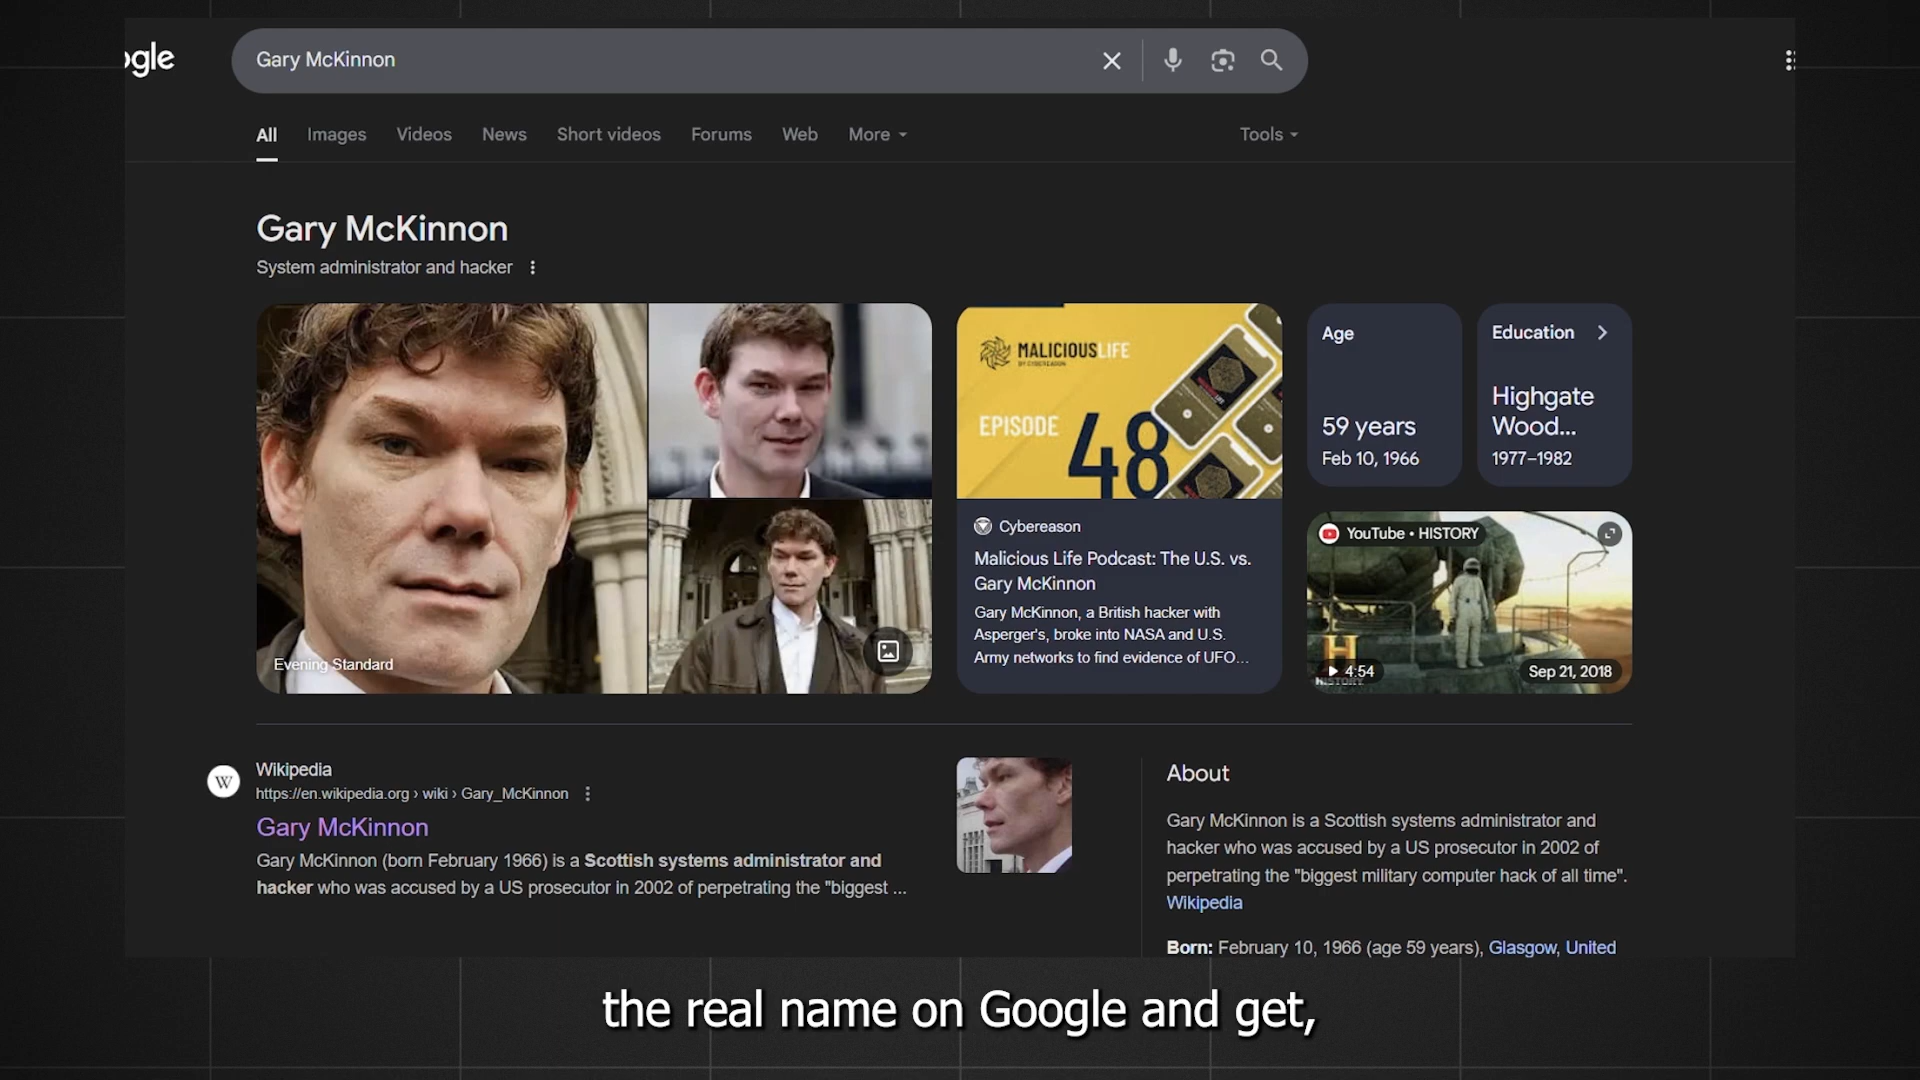 ogle
Gary McKinnon
All
Images
Videos
News
Short videos
Forums
Web
More
Tools
Gary McKinnon
System administrator and hacker
Evening Standard
MALICIOUSLIFE
BY CYBEREASON
EPISODE
48
Cybereason
Malicious Life Podcast: The U.S. vs.
Gary McKinnon
Gary McKinnon, a British hacker with
Asperger's, broke into NASA and U.S.
Army networks to find evidence of UFO...
Age
59 years
Feb 10, 1966
Education
Highgate
Wood...
1977–1982
YouTube • HISTORY
H
HISTORY
4:54
Sep 21, 2018
W
Wikipedia
https://en.wikipedia.org › wiki › Gary_McKinnon
Gary McKinnon
Gary McKinnon (born February 1966) is a Scottish systems administrator and
hacker who was accused by a US prosecutor in 2002 of perpetrating the "biggest ...
About
Gary McKinnon is a Scottish systems administrator and
hacker who was accused by a US prosecutor in 2002 of
perpetrating the "biggest military computer hack of all time".
Wikipedia
Born: February 10, 1966 (age 59 years), Glasgow, United
the real name on Google and get,